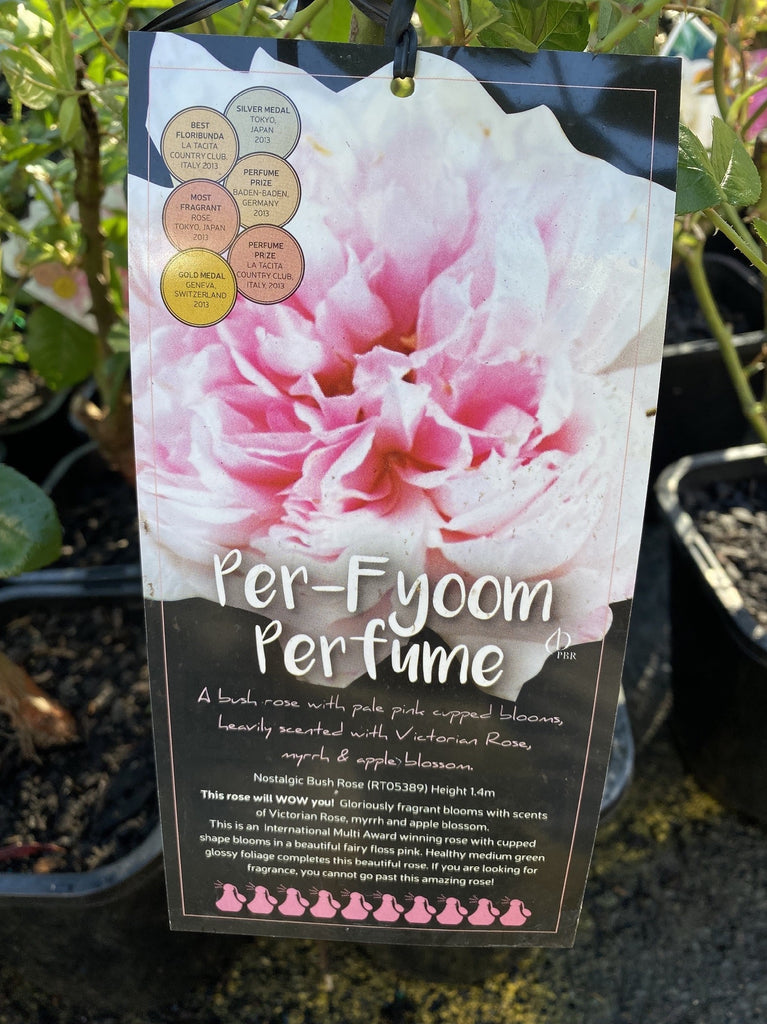 SILVER MEDAL
TOKYO,
JAPAN
2013
BEST
FLORIBUNDA
LA TACITA
COUNTRY CLUB,
ITALY 2013
PERFUME
PRIZE
BADEN-BADEN,
GERMANY
2013
MOST
FRAGRANT
ROSE,
TOKYO, JAPAN
2013
PERFUME
PRIZE
LA TACITA
COUNTRY CLUB,
ITALY, 2013
GOLD MEDAL
GENEVA,
SWITZERLAND
2013
Per-Fyoom
Perfume
PBR
A bush rose with pale pink cupped blooms,
heavily scented with Victorian Rose,
myrrh & apple blossom.
Nostalgic Bush Rose (RT05389) Height 1.4m
This rose will WOW you! Gloriously fragrant blooms with scents
of Victorian Rose, myrrh and apple blossom.
This is an International Multi Award winning rose with cupped
shape blooms in a beautiful fairy floss pink. Healthy medium green
glossy foliage completes this beautiful rose. If you are looking for
fragrance, you cannot go past this amazing rose!